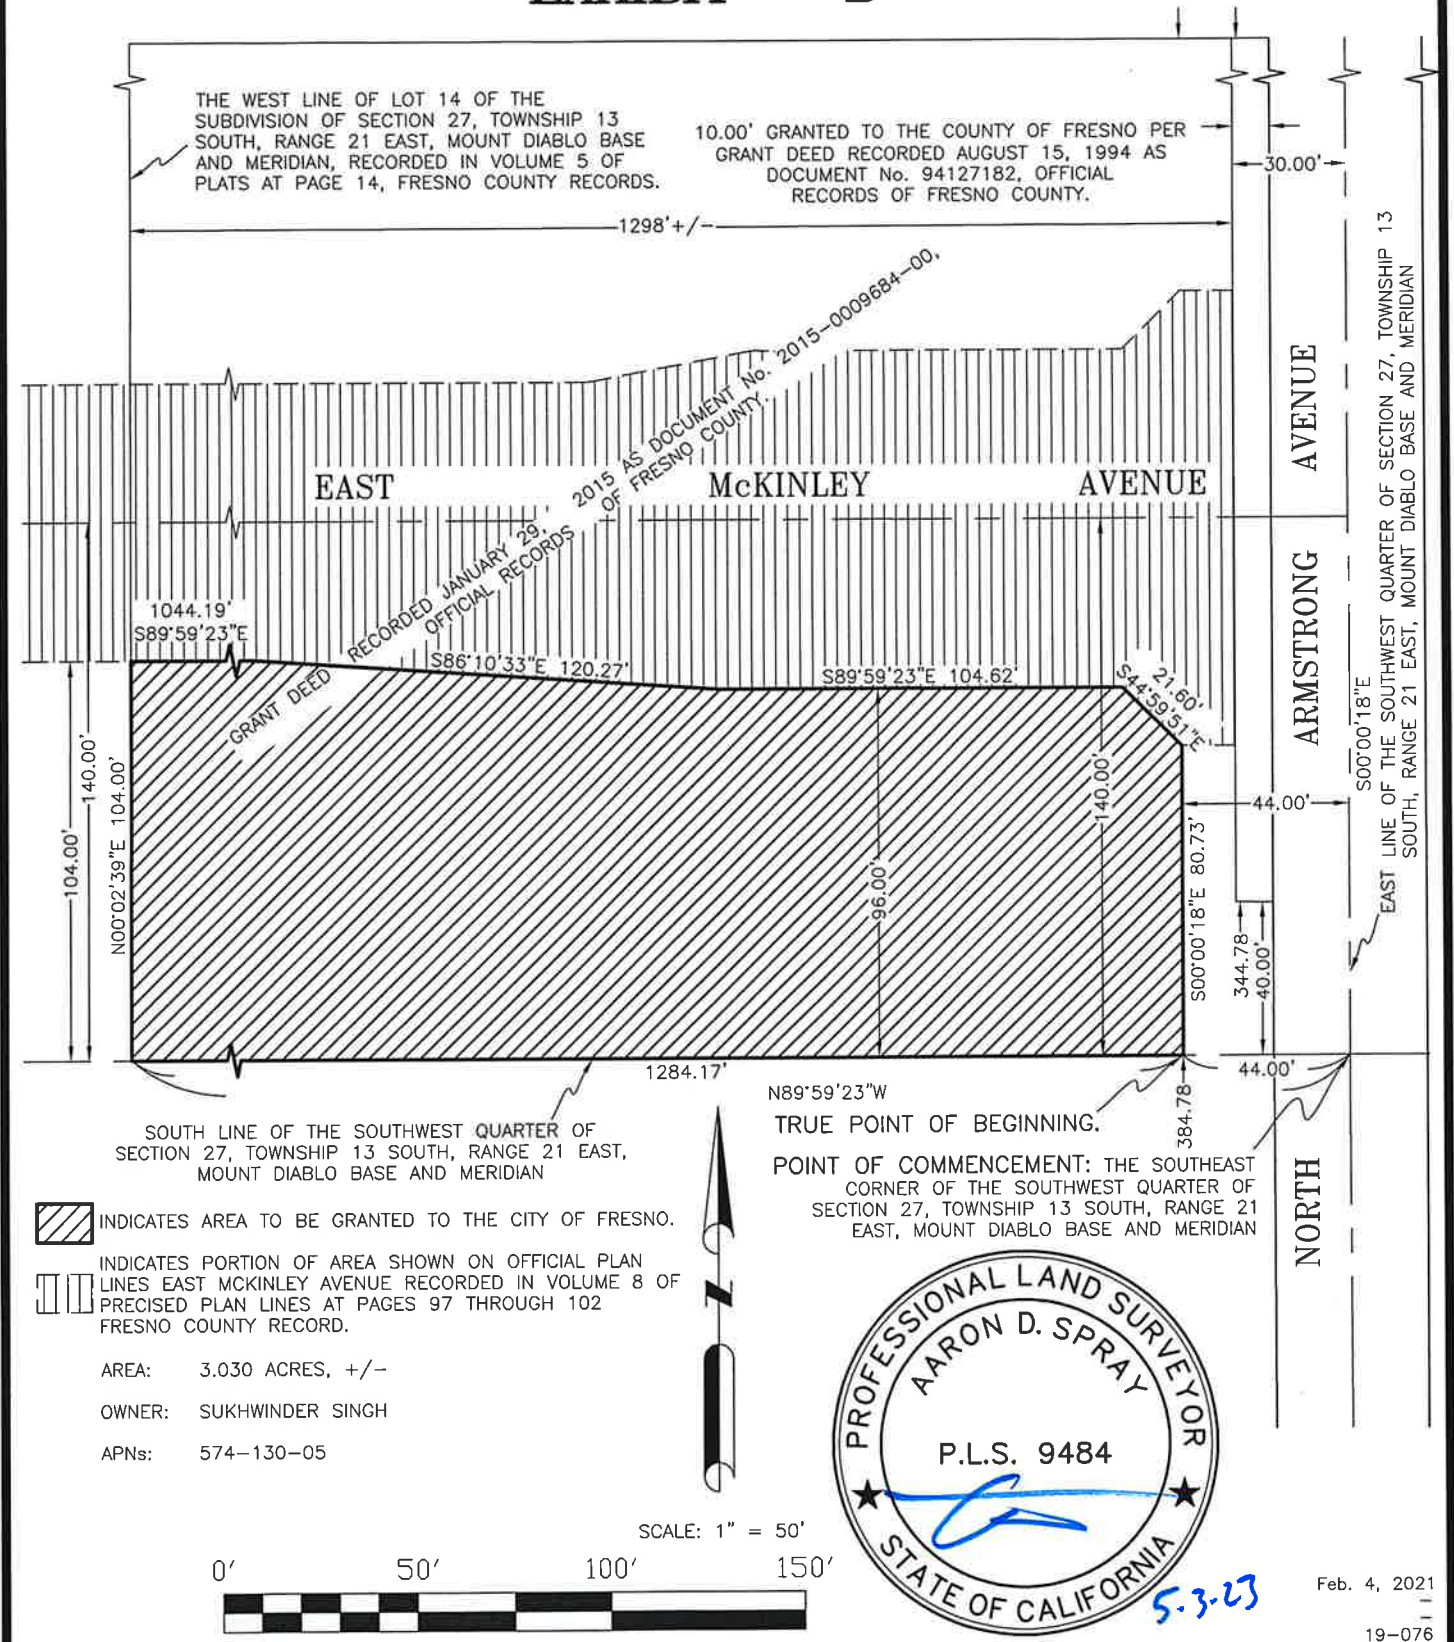 THE WEST LINE OF LOT 14 OF THE
SUBDIVISION OF SECTION 27, TOWNSHIP 13
SOUTH, RANGE 21 EAST, MOUNT DIABLO BASE
AND MERIDIAN, RECORDED IN VOLUME 5 OF
PLATS AT PAGE 14, FRESNO COUNTY RECORDS.
10.00' GRANTED TO THE COUNTY OF FRESNO PER
GRANT DEED RECORDED AUGUST 15, 1994 AS
DOCUMENT No. 94127182, OFFICIAL
RECORDS OF FRESNO COUNTY.
30.00'
1298'+/-
GRANT DEED RECORDED JANUARY 29, 2015 AS DOCUMENT No. 2015-0009684-00,
OFFICIAL RECORDS OF FRESNO COUNTY.
EAST McKINLEY AVENUE
NORTH ARMSTRONG AVENUE
EAST LINE OF THE SOUTHWEST QUARTER OF SECTION 27, TOWNSHIP 13
SOUTH, RANGE 21 EAST, MOUNT DIABLO BASE AND MERIDIAN
S00°00'18"E
1044.19'
S89°59'23"E
S86°10'33"E 120.27'
S89°59'23"E 104.62'
21.60'
S44°59'51"E
104.00'
140.00'
N00°02'39"E 104.00'
96.00'
140.00'
S00°00'18"E 80.73'
44.00'
344.78
40.00'
1284.17'
N89°59'23"W
44.00'
384.78
TRUE POINT OF BEGINNING.
SOUTH LINE OF THE SOUTHWEST QUARTER OF
SECTION 27, TOWNSHIP 13 SOUTH, RANGE 21 EAST,
MOUNT DIABLO BASE AND MERIDIAN
POINT OF COMMENCEMENT: THE SOUTHEAST
CORNER OF THE SOUTHWEST QUARTER OF
SECTION 27, TOWNSHIP 13 SOUTH, RANGE 21
EAST, MOUNT DIABLO BASE AND MERIDIAN
INDICATES AREA TO BE GRANTED TO THE CITY OF FRESNO.
INDICATES PORTION OF AREA SHOWN ON OFFICIAL PLAN
LINES EAST MCKINLEY AVENUE RECORDED IN VOLUME 8 OF
PRECISED PLAN LINES AT PAGES 97 THROUGH 102
FRESNO COUNTY RECORD.
AREA: 3.030 ACRES, +/-
OWNER: SUKHWINDER SINGH
APNs: 574-130-05
Z
PROFESSIONAL LAND SURVEYOR
AARON D. SPRAY
P.L.S. 9484
STATE OF CALIFORNIA
5.3.23
SCALE: 1" = 50'
0' 50' 100' 150'
Feb. 4, 2021
19-076